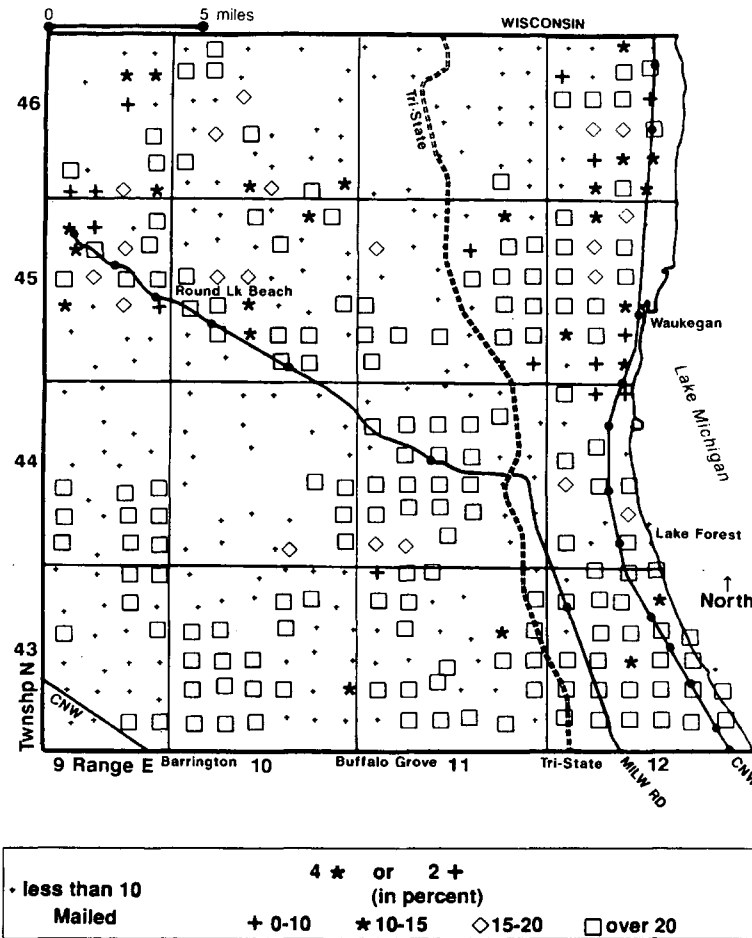 0 5 miles
WISCONSIN
46
Tri-State
45
Round Lk Beach
Waukegan
Lake Michigan
44
Lake Forest
↑
North
43
Twnshp N
CNW
9 Range E Barrington 10 Buffalo Grove 11 Tri-State 12
MILW RD
CNW
4 ★ or 2 +
· less than 10
(in percent)
Mailed
+ 0-10 ★ 10-15 ◇ 15-20 □ over 20